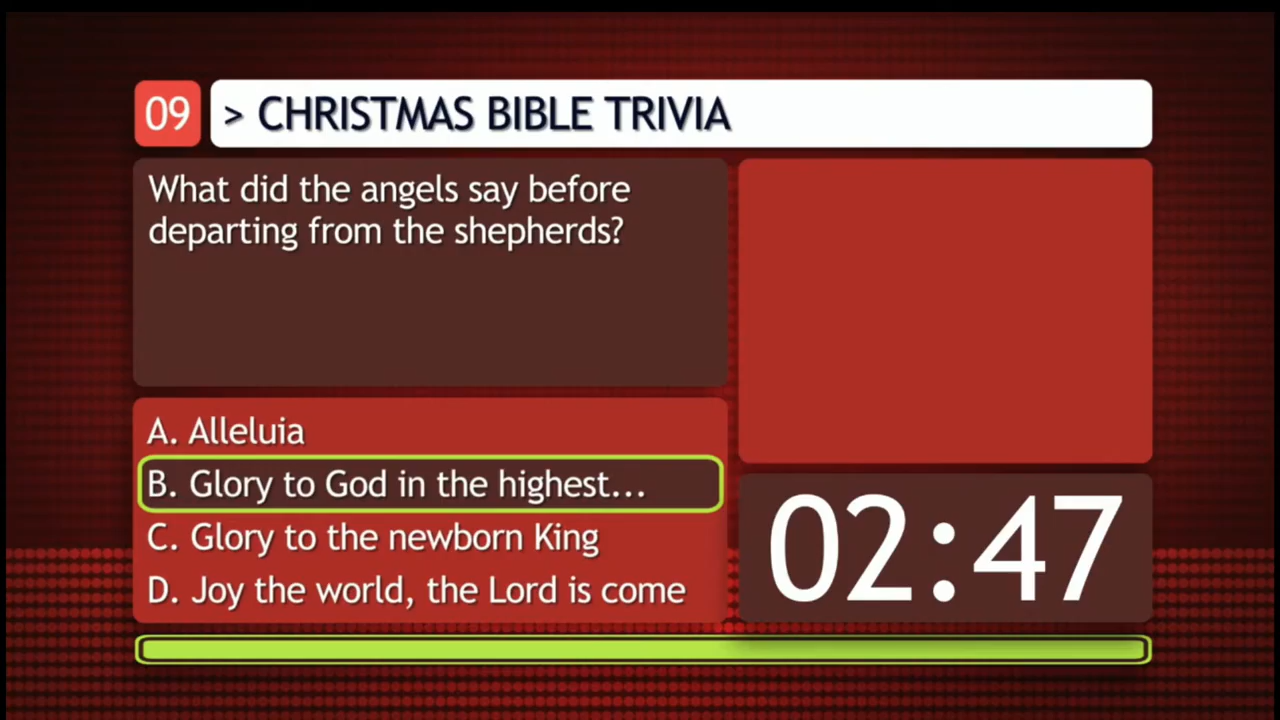 09 > CHRISTMAS BIBLE TRIVIA
What did the angels say before
departing from the shepherds?
A. Alleluia
B. Glory to God in the highest...
C. Glory to the newborn King
D. Joy the world, the Lord is come
02:47